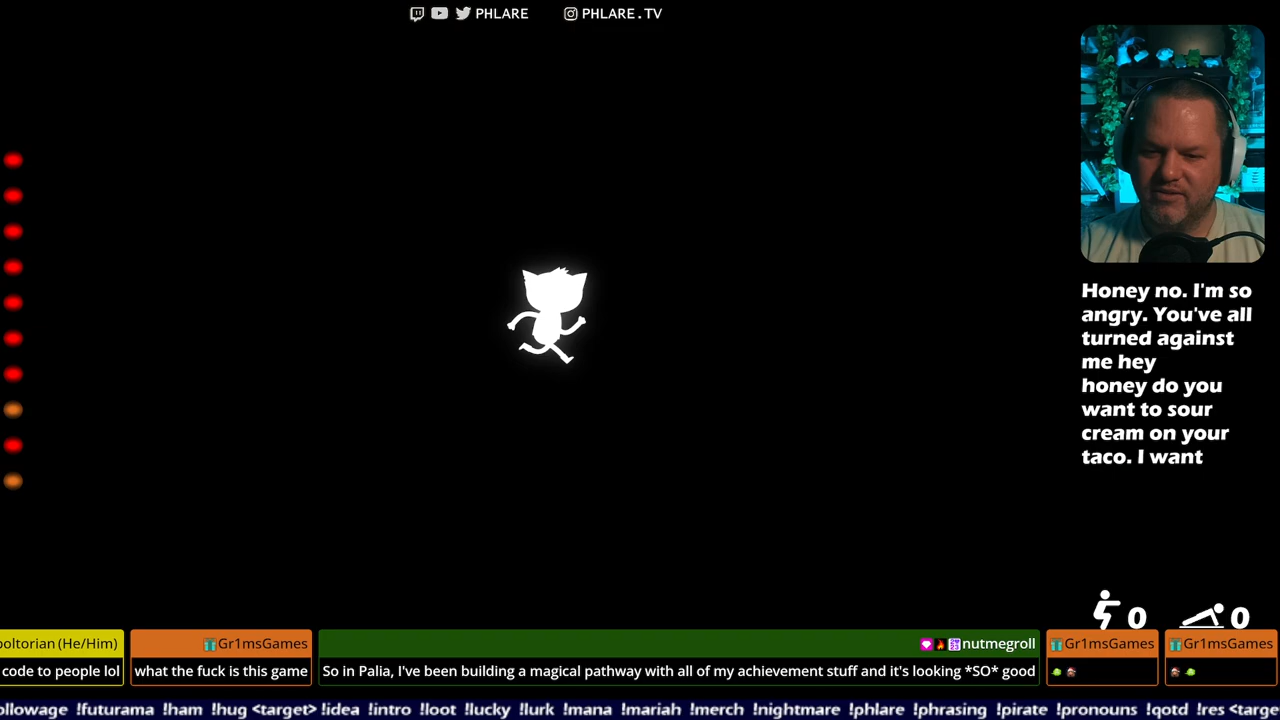 PHLARE PHLARE.TV
Honey no. I'm so
angry. You've all
turned against
me hey
honey do you
want to sour
cream on your
taco. I want
0 0
poltorian (He/Him) Gr1msGames nutmegroll Gr1msGames Gr1msGames
code to people lol what the fuck is this game So in Palia, I've been building a magical pathway with all of my achievement stuff and it's looking *SO* good
ollowage !futurama !ham !hug <target> !idea !intro !loot !lucky !lurk !mana !mariah !merch !nightmare !phlare !phrasing !pirate !pronouns !qotd !res <targe